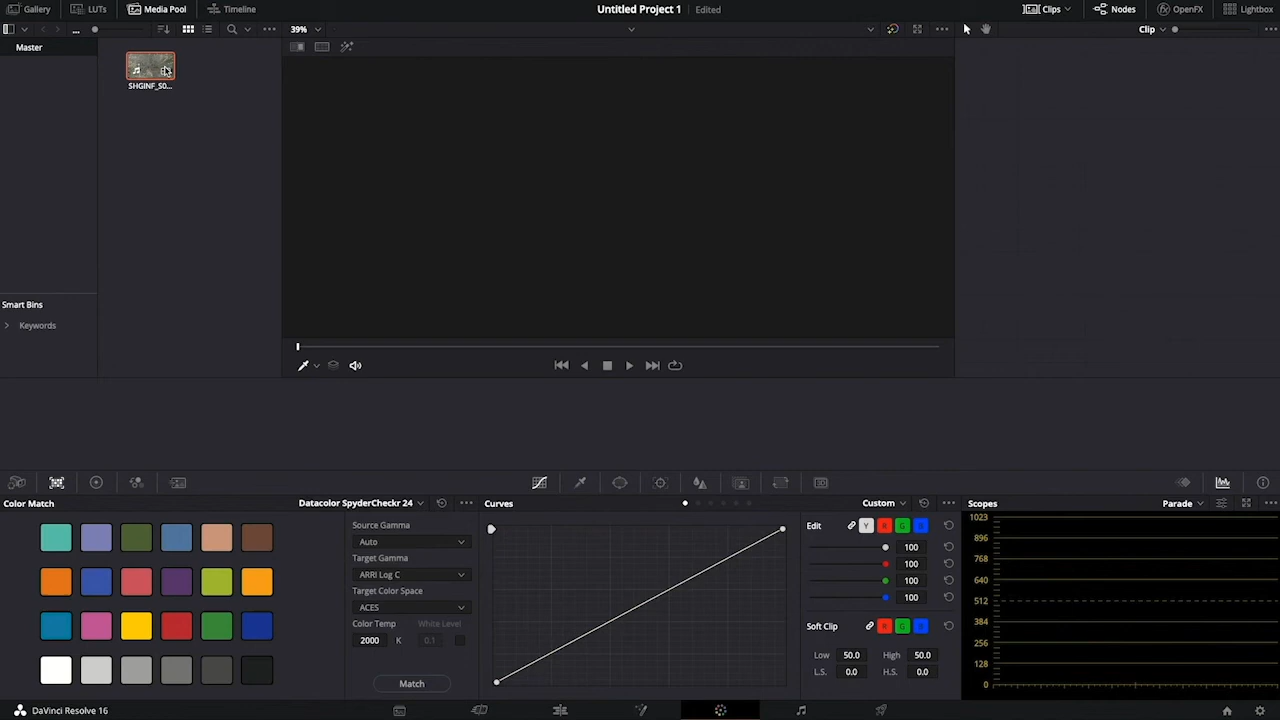 Gallery LUTs Media Pool Timeline Untitled Project 1 Edited Clips Nodes OpenFX Lightbox
... 39% Clip
Master
SHGINF_S0...
Smart Bins
Keywords
Color Match Datacolor SpyderCheckr 24 Curves Custom Scopes Parade
Source Gamma
Auto
Target Gamma
ARRI Log C
Target Color Space
ACES
Color Temp White Level
2000 K 0.1
Match
Edit Y R G B
100
100
100
100
Soft Clip R G B
Low 50.0 High 50.0
L.S. 0.0 H.S. 0.0
1023
896
768
640
512
384
256
128
0
DaVinci Resolve 16